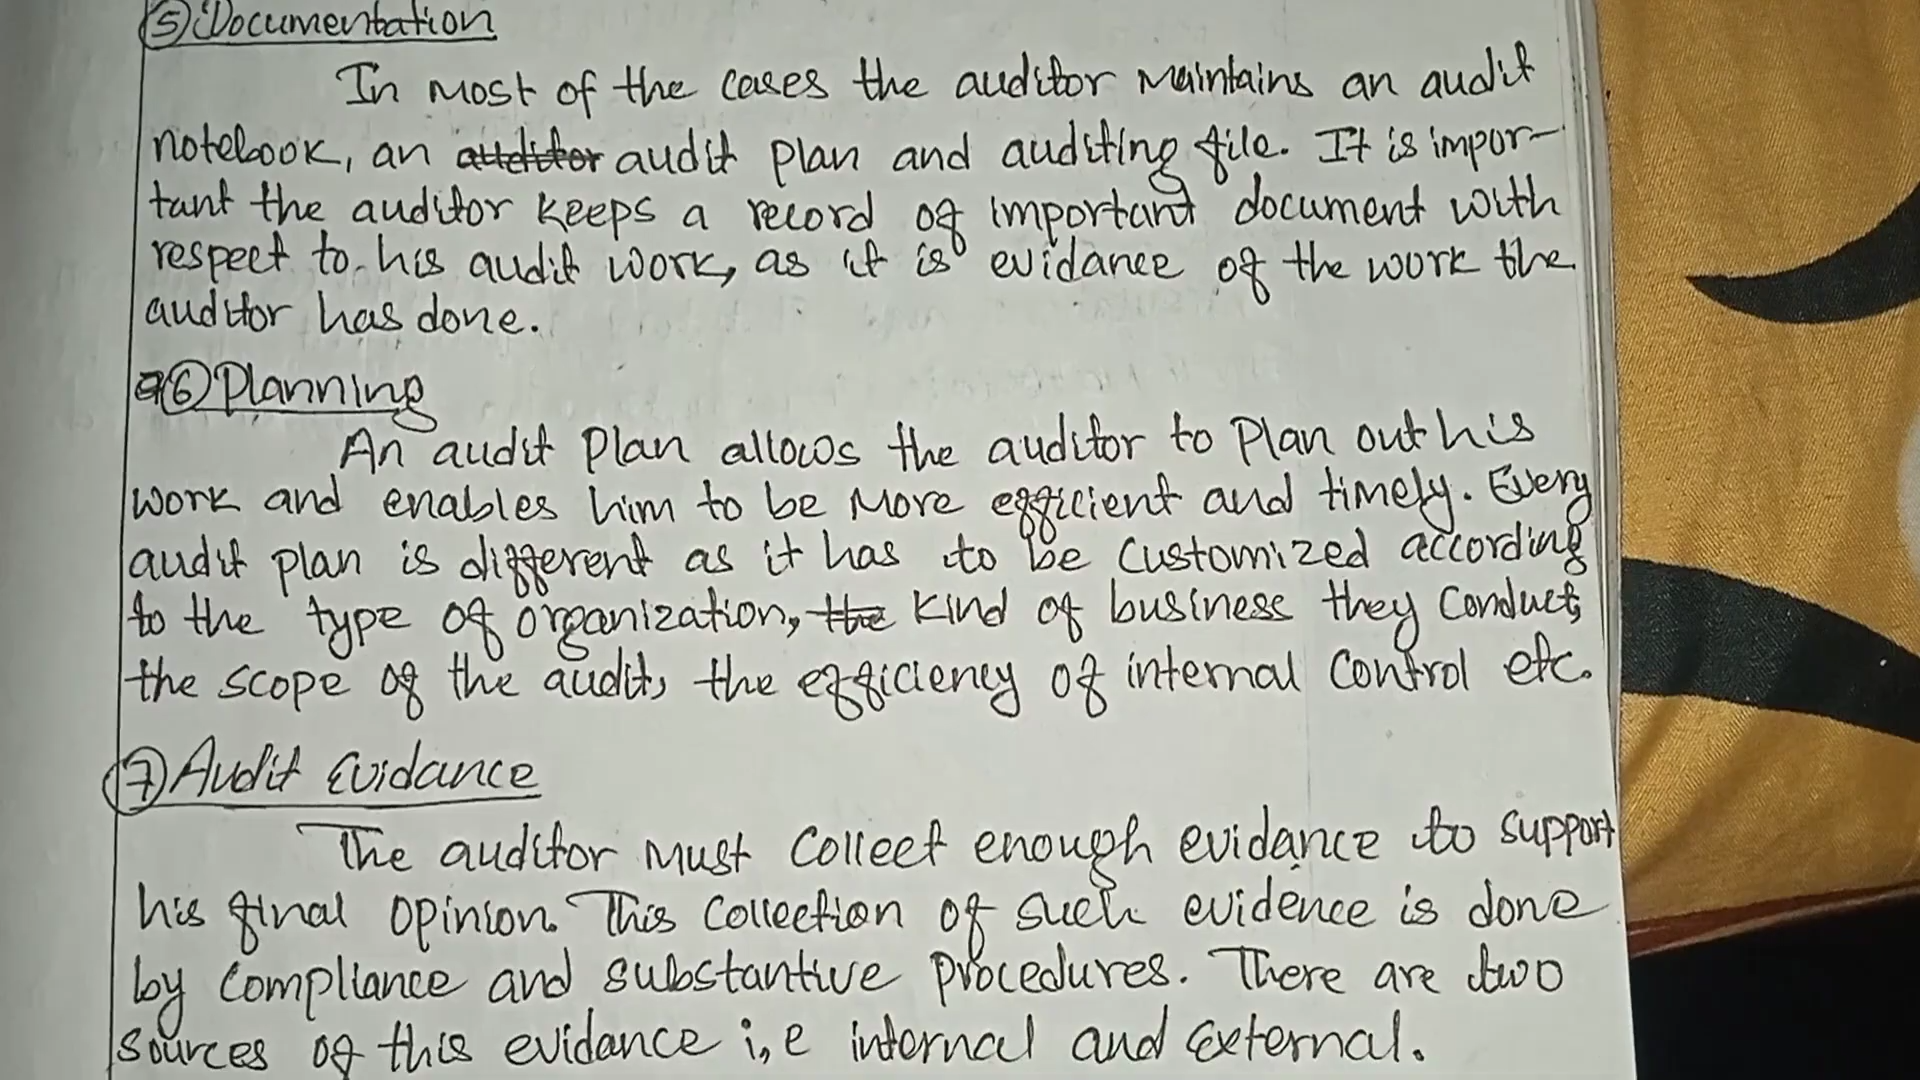 ⑤ Documentation
In most of the cases the auditor maintains an audit
notebook, an auditor audit plan and auditing file. It is impor-
tant the auditor keeps a record of important document with
respect to his audit work, as it is evidance of the work the
auditor has done.
⑥ Planning
An audit plan allows the auditor to Plan out his
work and enables him to be more efficient and timely. Every
audit plan is different as it has to be customized according
to the type of organization, the kind of business they conduct,
the scope of the audit, the efficiency of internal control etc.
⑦ Audit Evidance
The auditor must collect enough evidance to support
his final opinion. This collection of such evidence is done
by compliance and substantive procedures. There are two
sources of this evidance i,e internal and external.